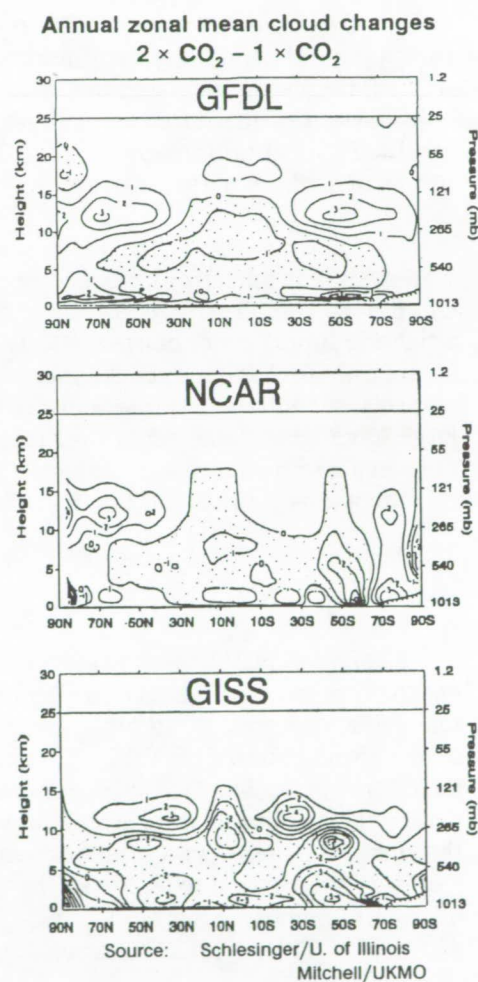 Annual zonal mean cloud changes
2 × CO₂ – 1 × CO₂
GFDL
Height (km)
30
25
20
15
10
5
0
Pressure (mb)
1.2
25
55
121
265
540
1013
90N 70N 50N 30N 10N 10S 30S 50S 70S 90S
NCAR
Height (km)
30
25
20
15
10
5
0
Pressure (mb)
1.2
25
55
121
265
540
1013
90N 70N 50N 30N 10N 10S 30S 50S 70S 90S
GISS
Height (km)
30
25
20
15
10
5
0
Pressure (mb)
1.2
25
55
121
265
540
1013
90N 70N 50N 30N 10N 10S 30S 50S 70S 90S
Source: Schlesinger/U. of Illinois
Mitchell/UKMO